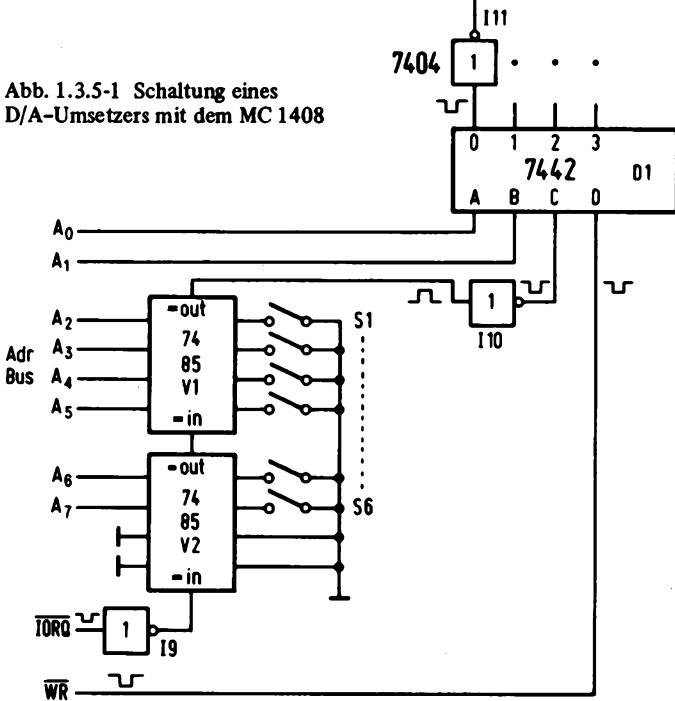 I11
7404 1 . . .
Abb. 1.3.5-1 Schaltung eines
D/A-Umsetzers mit dem MC 1408
0 1 2 3
7442 D1
A B C D
A0
A1
=out
1
I10
A2
A3
Adr
Bus
A4
A5
74
85
V1
=in
S1
A6
A7
=out
74
85
V2
=in
S6
IORQ
1
I9
WR